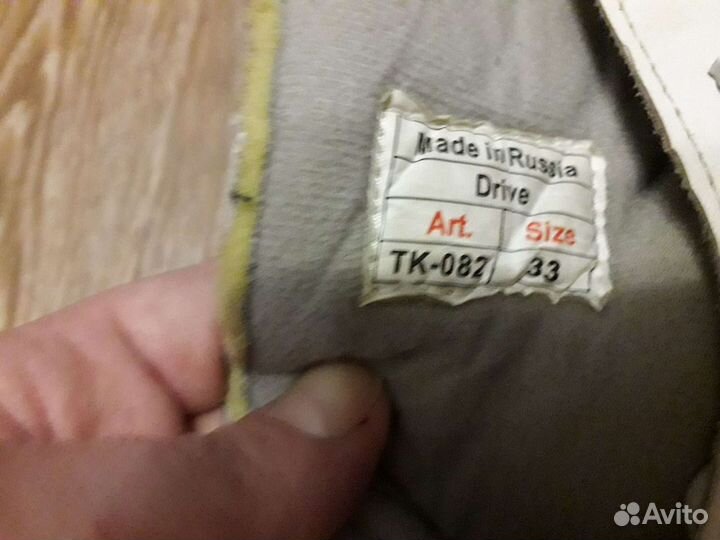 Made in Russia
Drive
Art. Size
TK-082 33
Avito